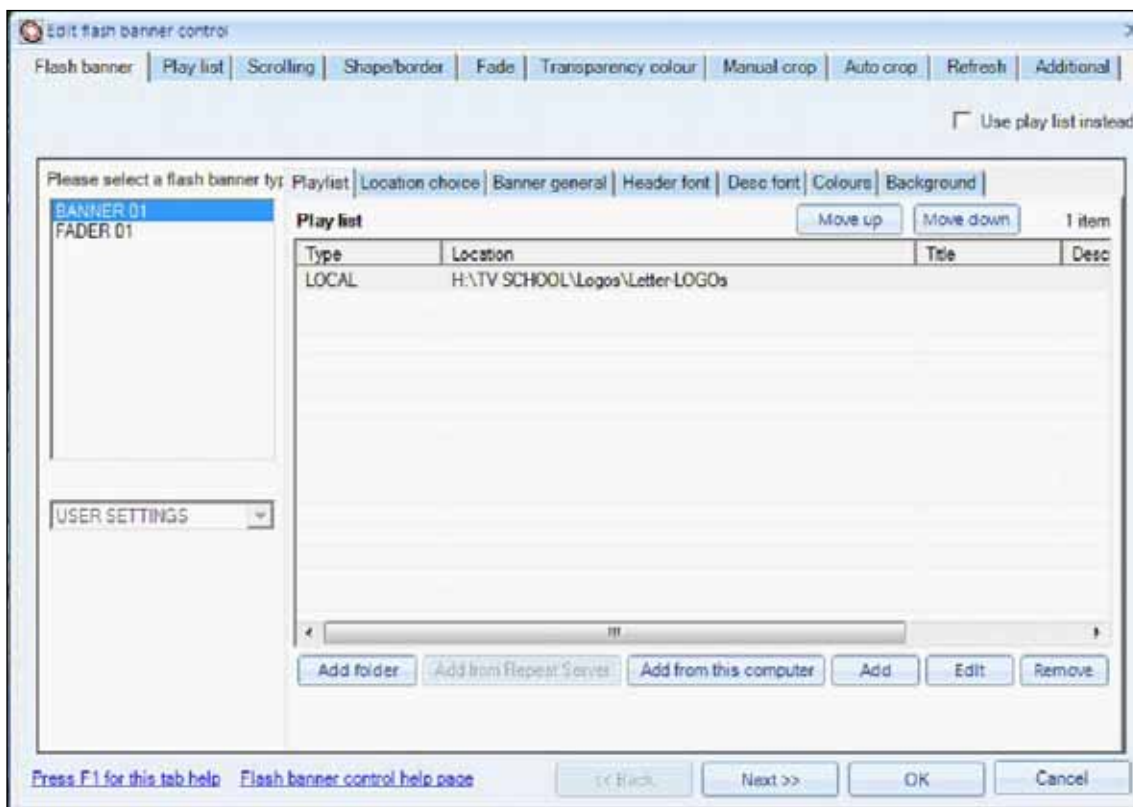 Edit flash banner control
Flash banner Play list Scrolling Shape/border Fade Transparency colour Manual crop Auto crop Refresh Additional
Use play list instead
Please select a flash banner typ
BANNER 01
FADER 01
USER SETTINGS
Playlist Location choice Banner general Header font Desc font Colours Background
Play list Move up Move down 1 item
Type Location Title Desc
LOCAL H:\TV SCHOOL\Logos\Letter-LOGOs
Add folder Add from Repeat Server Add from this computer Add Edit Remove
Press F1 for this tab help Flash banner control help page << Back Next >> OK Cancel